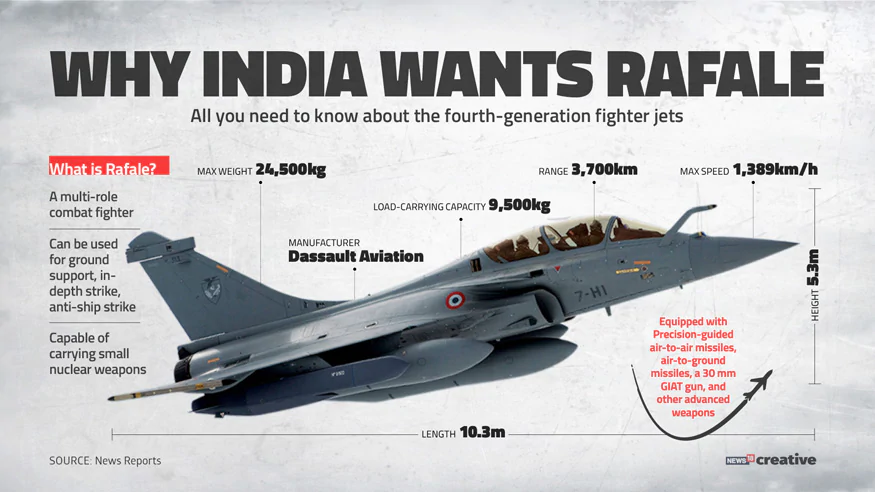 WHY INDIA WANTS RAFALE
All you need to know about the fourth-generation fighter jets
What is Rafale?
A multi-role
combat fighter
Can be used
for ground
support, in-
depth strike,
anti-ship strike
Capable of
carrying small
nuclear weapons
MAX WEIGHT 24,500kg
LOAD-CARRYING CAPACITY 9,500kg
MANUFACTURER
Dassault Aviation
RANGE 3,700km
MAX SPEED 1,389km/h
HEIGHT 5.3m
7-HI
Equipped with
Precision-guided
air-to-air missiles,
air-to-ground
missiles, a 30 mm
GIAT gun, and
other advanced
weapons
LENGTH 10.3m
SOURCE: News Reports
NEWS18 creative